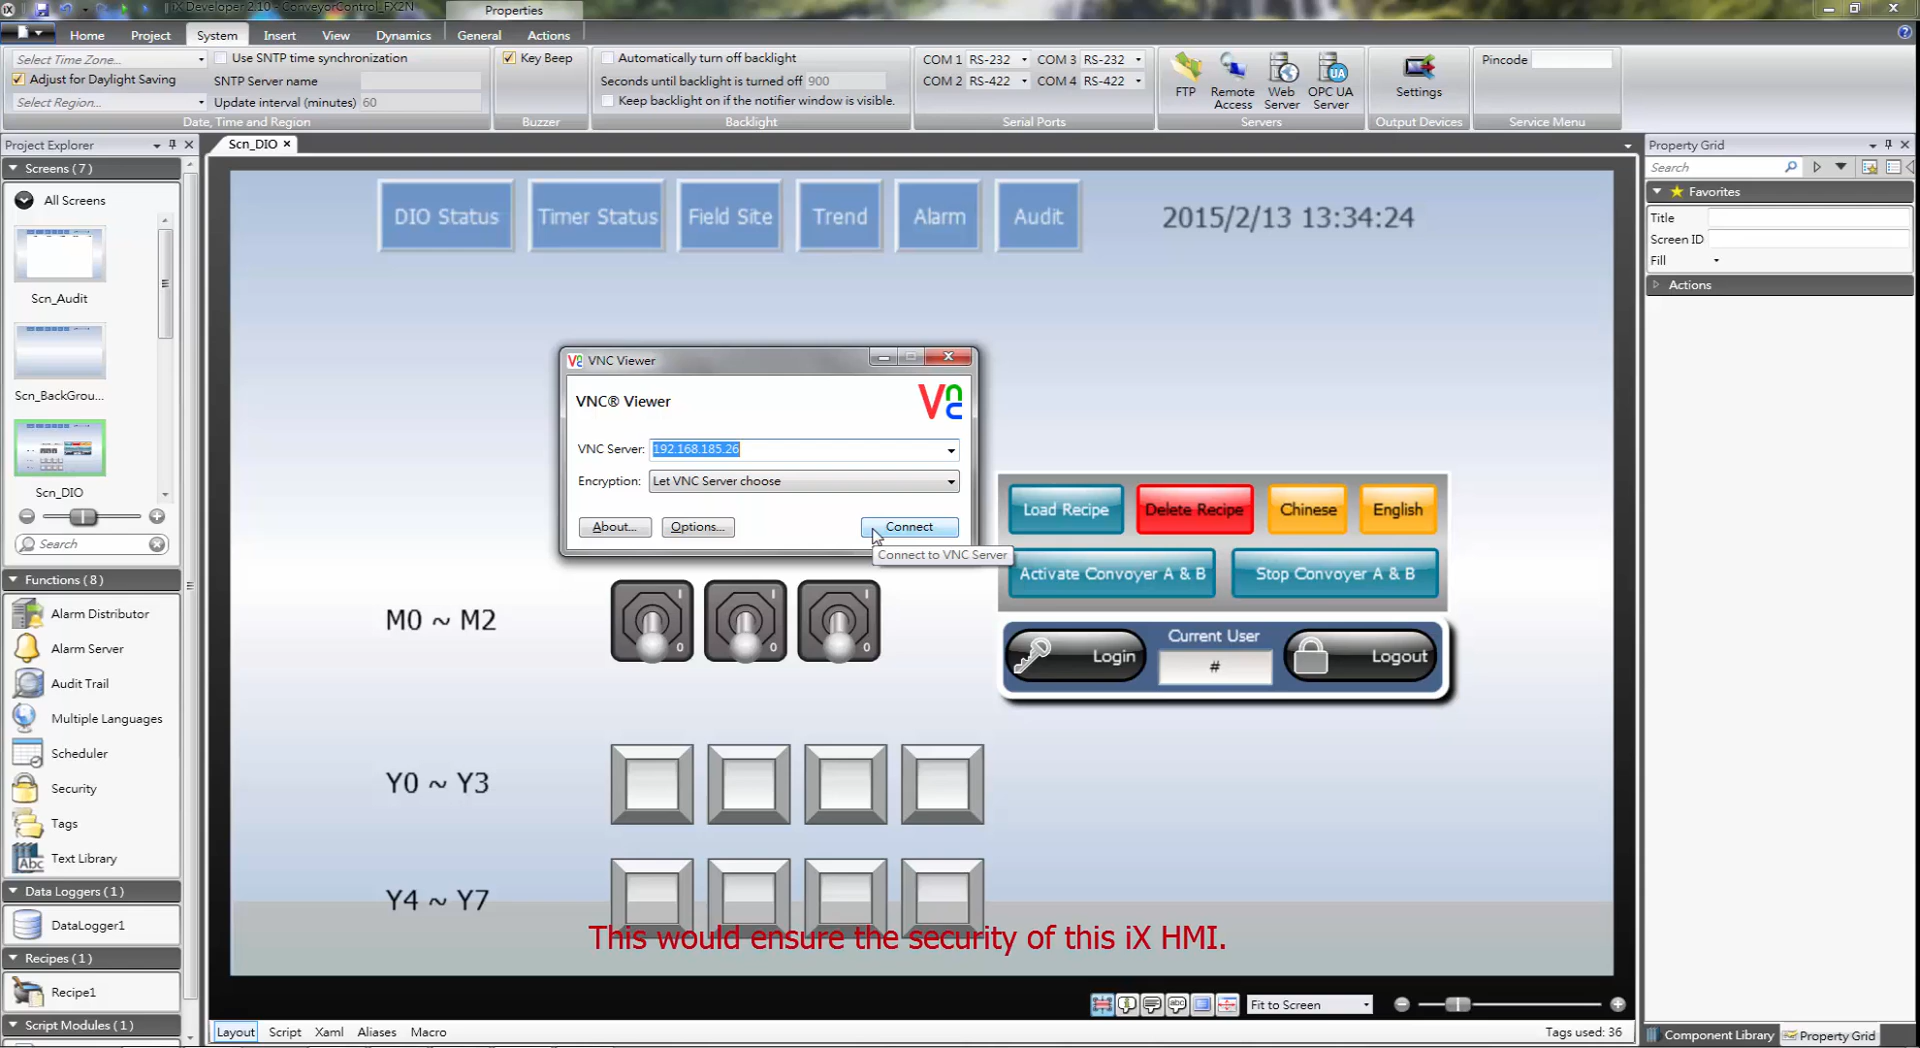 iX Developer 2.10 - ConveyorControl_FX2N
Properties
Home Project System Insert View Dynamics General Actions
Select Time Zone...
Use SNTP time synchronization
Adjust for Daylight Saving
SNTP Server name
Select Region...
Update interval (minutes) 60
Date, Time and Region
Key Beep
Buzzer
Automatically turn off backlight
Seconds until backlight is turned off 900
Keep backlight on if the notifier window is visible.
Backlight
COM 1 RS-232 COM 3 RS-232
COM 2 RS-422 COM 4 RS-422
Serial Ports
FTP
Remote Access
Web Server
OPC UA Server
Servers
Settings
Output Devices
Pincode
Service Menu
Project Explorer
Screens (7)
All Screens
Scn_Audit
Scn_BackGrou...
Scn_DIO
Search
Functions (8)
Alarm Distributor
Alarm Server
Audit Trail
Multiple Languages
Scheduler
Security
Tags
Abc
Text Library
Data Loggers (1)
DataLogger1
Recipes (1)
Recipe1
Script Modules (1)
Scn_DIO
DIO Status Timer Status Field Site Trend Alarm Audit
2015/2/13 13:34:24
VNC Viewer
VNC® Viewer
VNC Server: 192.168.185.26
Encryption: Let VNC Server choose
About... Options... Connect
Connect to VNC Server
Load Recipe Delete Recipe Chinese English
Activate Convoyer A & B Stop Convoyer A & B
Current User
Login # Logout
M0 ~ M2
I 0 I 0 I 0
Y0 ~ Y3
Y4 ~ Y7
This would ensure the security of this iX HMI.
Fit to Screen
Layout Script Xaml Aliases Macro
Tags used: 36
Property Grid
Search
Favorites
Title
Screen ID
Fill
Actions
Component Library Property Grid